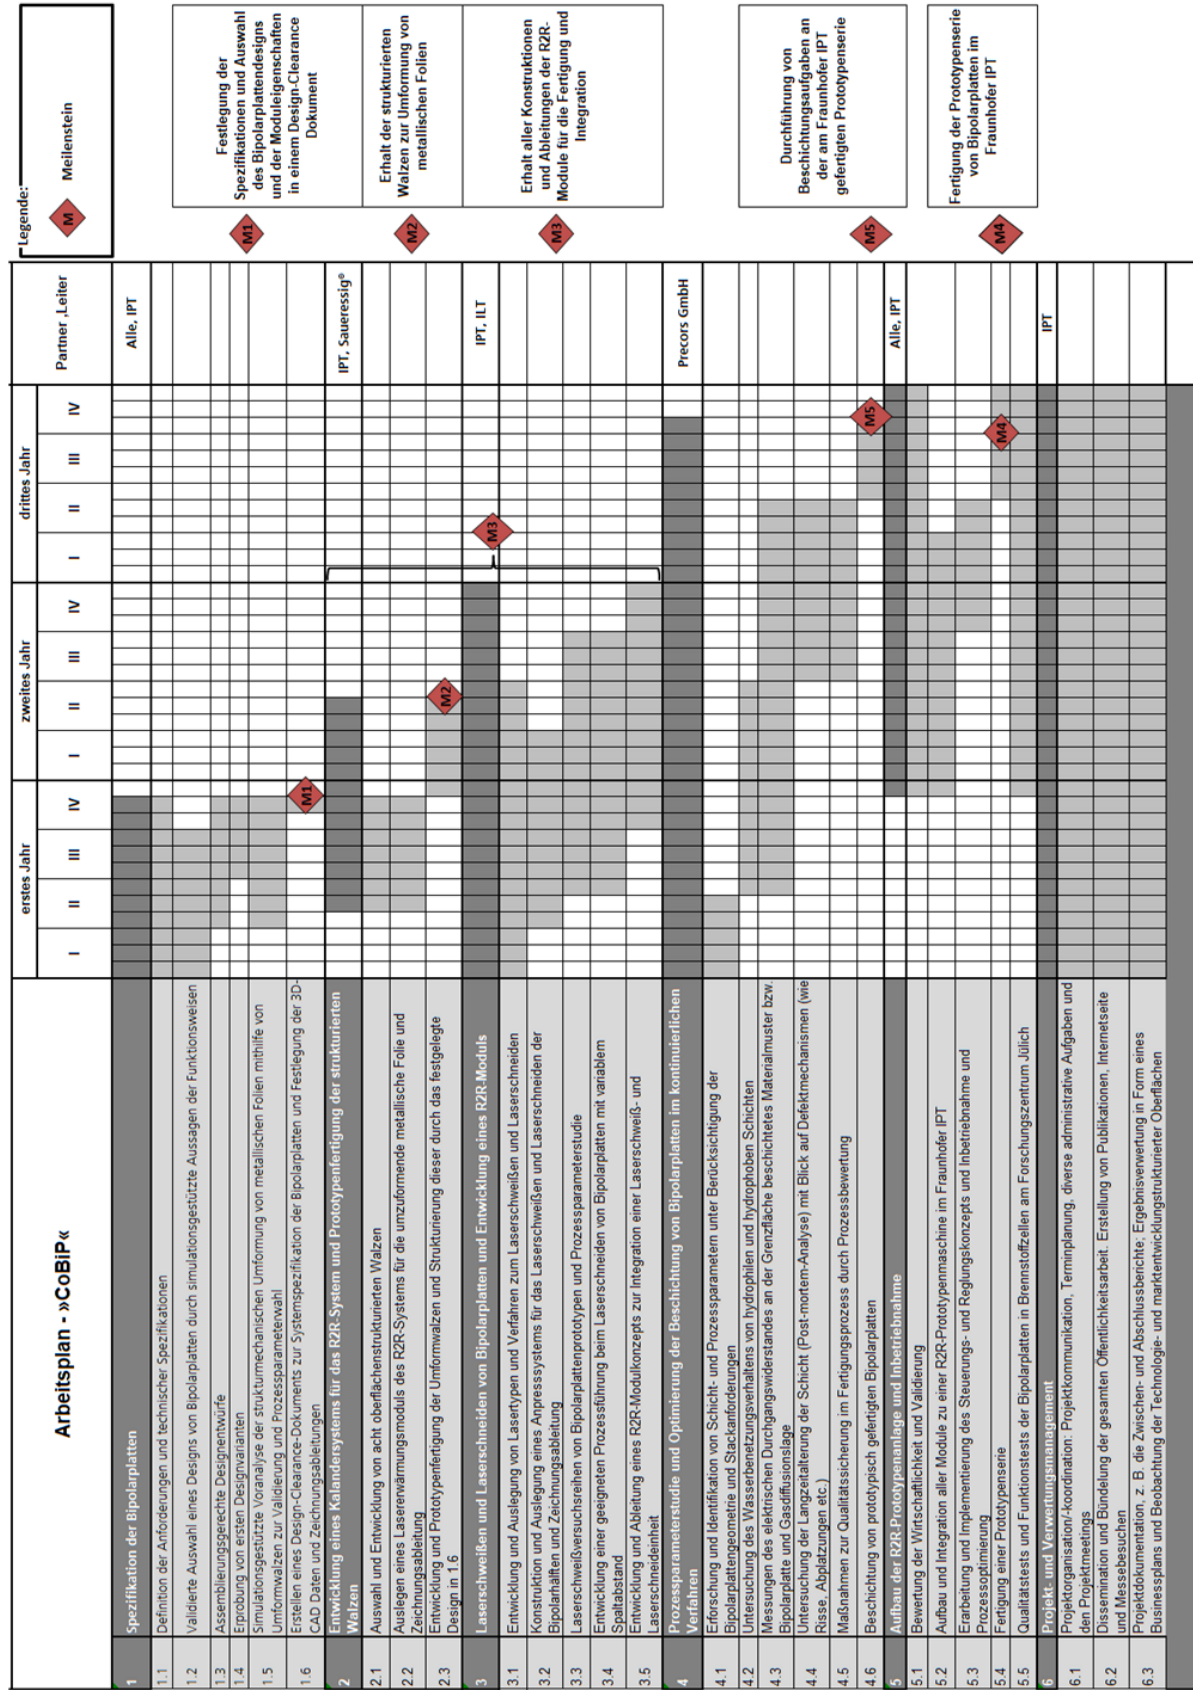 Arbeitsplan - »CoBiP«
erstes Jahr
zweites Jahr
drittes Jahr
Partner ,Leiter
I
II
III
IV
I
II
III
IV
I
II
III
IV
Legende:
M
Meilenstein
1
Spezifikation der Bipolarplatten
Alle, IPT
1.1
Definition der Anforderungen und technischer Spezifikationen
1.2
Validierte Auswahl eines Designs von Bipolarplatten durch simulationsgestützte Aussagen der Funktionsweisen
1.3
Assemblierungsgerechte Designentwürfe
1.4
Erprobung von ersten Designvarianten
1.5
Simulationsgestützte Voranalyse der strukturmechanischen Umformung von metallischen Folien mithilfe von
Umformwalzen zur Validierung und Prozessparameterwahl
1.6
Erstellen eines Design-Clearance-Dokuments zur Systemspezifikation der Bipolarplatten und Festlegung der 3D-
CAD Daten und Zeichnungsableitungen
M1
M1
Festlegung der
Spezifikationen und Auswahl
des Bipolarplattendesigns
und der Moduleigenschaften
in einem Design-Clearance
Dokument
2
Entwicklung eines Kalandersystems für das R2R-System und Prototypenfertigung der strukturierten
Walzen
IPT, Saueressig®
2.1
Auswahl und Entwicklung von acht oberflächenstrukturierten Walzen
2.2
Auslegen eines Lasererwärmungsmoduls des R2R-Systems für die umzuformende metallische Folie und
Zeichnungsableitung
2.3
Entwicklung und Prototypenfertigung der Umformwalzen und Strukturierung dieser durch das festgelegte
Design in 1.6
M2
M2
Erhalt der strukturierten
Walzen zur Umformung von
metallischen Folien
3
Laserschweißen und Laserschneiden von Bipolarplatten und Entwicklung eines R2R-Moduls
M3
IPT, ILT
3.1
Entwicklung und Auslegung von Lasertypen und Verfahren zum Laserschweißen und Laserschneiden
3.2
Konstruktion und Auslegung eines Anpresssystems für das Laserschweißen und Laserschneiden der
Bipolarhälften und Zeichnungsableitung
3.3
Laserschweißversuchsreihen von Bipolarplattenprototypen und Prozessparameterstudie
3.4
Entwicklung einer geeigneten Prozessführung beim Laserschneiden von Bipolarplatten mit variablem
Spaltabstand
3.5
Entwicklung und Ableitung eines R2R-Modulkonzepts zur Integration einer Laserschweiß- und
Laserschneideinheit
M3
Erhalt aller Konstruktionen
und Ableitungen der R2R-
Module für die Fertigung und
Integration
4
Prozessparameterstudie und Optimierung der Beschichtung von Bipolarplatten im kontinuierlichen
Verfahren
Precors GmbH
4.1
Erforschung und Identifikation von Schicht- und Prozessparametern unter Berücksichtigung der
Bipolarplattengeometrie und Stackanforderungen
4.2
Untersuchung des Wasserbenetzungsverhaltens von hydrophilen und hydrophoben Schichten
4.3
Messungen des elektrischen Durchgangswiderstandes an der Grenzfläche beschichtetes Materialmuster bzw.
Bipolarplatte und Gasdiffusionslage
4.4
Untersuchung der Langzeitalterung der Schicht (Post-mortem-Analyse) mit Blick auf Defektmechanismen (wie
Risse, Abplatzungen etc.)
4.5
Maßnahmen zur Qualitätssicherung im Fertigungsprozess durch Prozessbewertung
4.6
Beschichtung von prototypisch gefertigten Bipolarplatten
M5
M5
Durchführung von
Beschichtungsaufgaben an
der am Fraunhofer IPT
gefertigten Prototypenserie
5
Aufbau der R2R-Prototypenanlage und Inbetriebnahme
Alle, IPT
5.1
Bewertung der Wirtschaftlichkeit und Validierung
5.2
Aufbau und Integration aller Module zu einer R2R-Prototypenmaschine im Fraunhofer IPT
5.3
Erarbeitung und Implementierung des Steuerungs- und Reglungskonzepts und Inbetriebnahme und
Prozessoptimierung
5.4
Fertigung einer Prototypenserie
M4
M4
Fertigung der Prototypenserie
von Bipolarplatten im
Fraunhofer IPT
5.5
Qualitätstests und Funktionstests der Bipolarplatten in Brennstoffzellen am Forschungszentrum Jülich
6
Projekt- und Verwertungsmanagement
IPT
6.1
Projektorganisation/-koordination: Projektkommunikation, Terminplanung, diverse administrative Aufgaben und
den Projektmeetings
6.2
Dissemination und Bündelung der gesamten Öffentlichkeitsarbeit. Erstellung von Publikationen, Internetseite
und Messebesuchen
6.3
Projektdokumentation, z. B. die Zwischen- und Abschlussberichte; Ergebnisverwertung in Form eines
Businessplans und Beobachtung der Technologie- und marktentwicklungstrukturierter Oberflächen